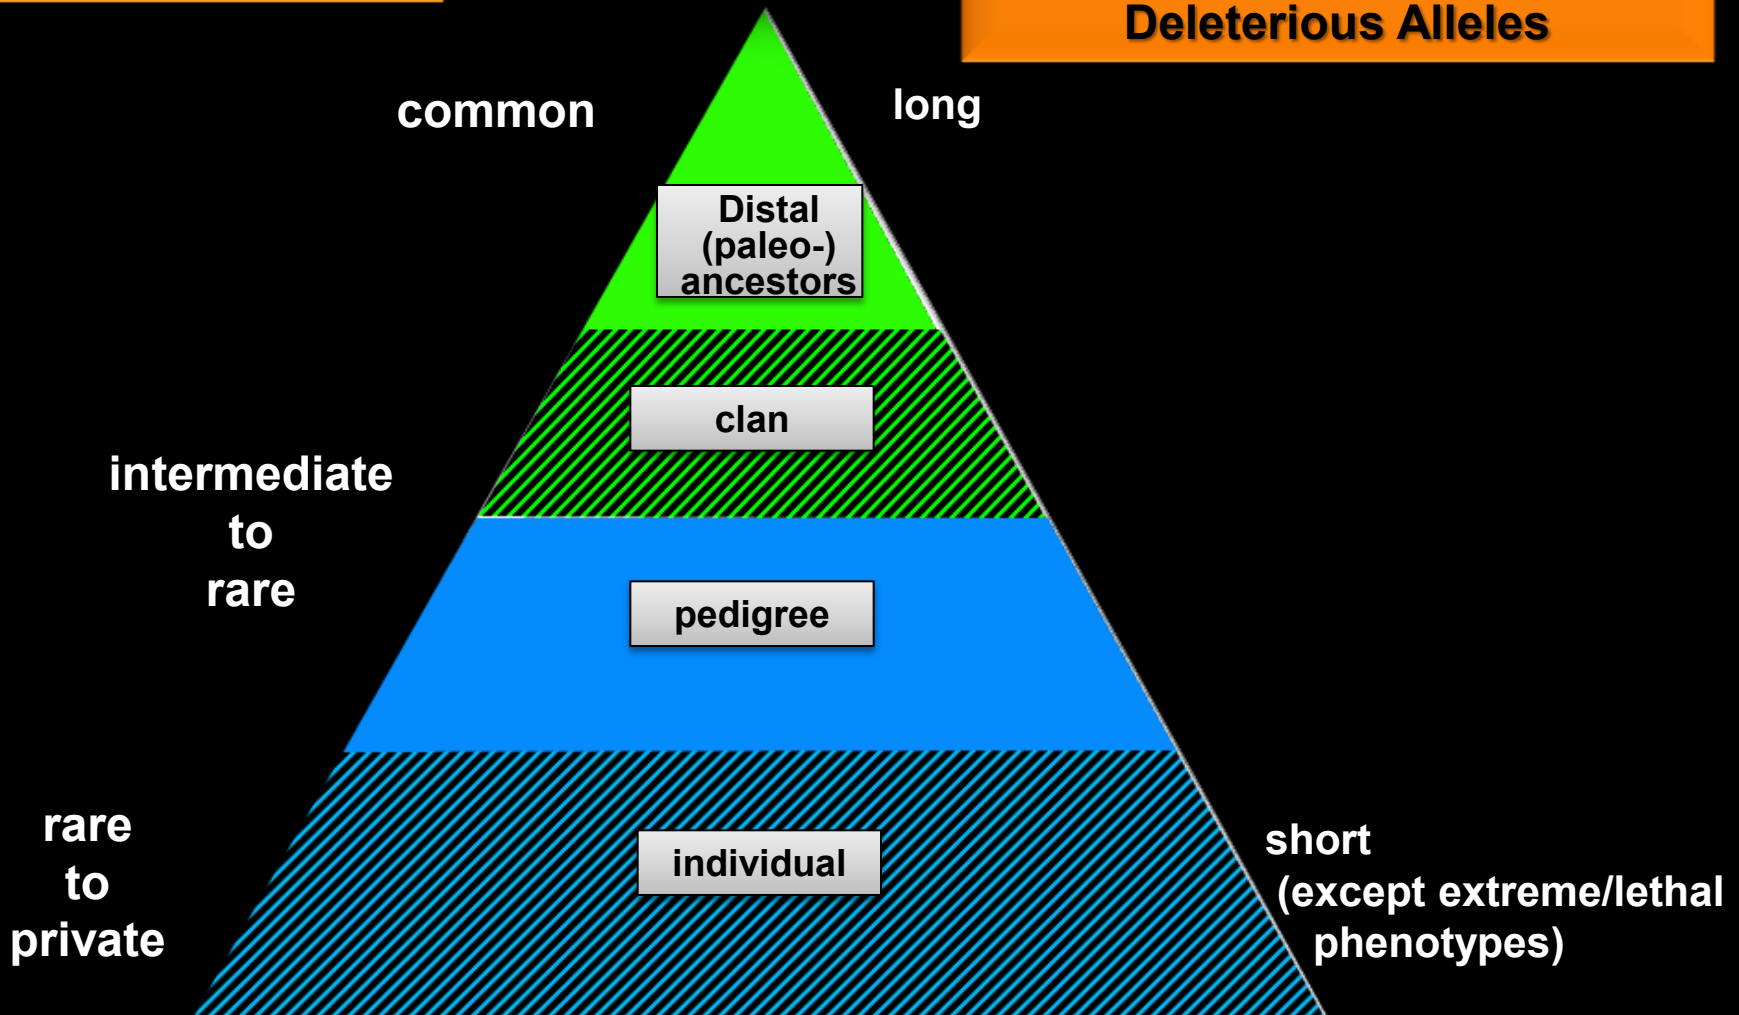 Deleterious Alleles
common
long
Distal
(paleo-)
ancestors
clan
intermediate
to
rare
pedigree
rare
to
private
individual
short
(except extreme/lethal
phenotypes)